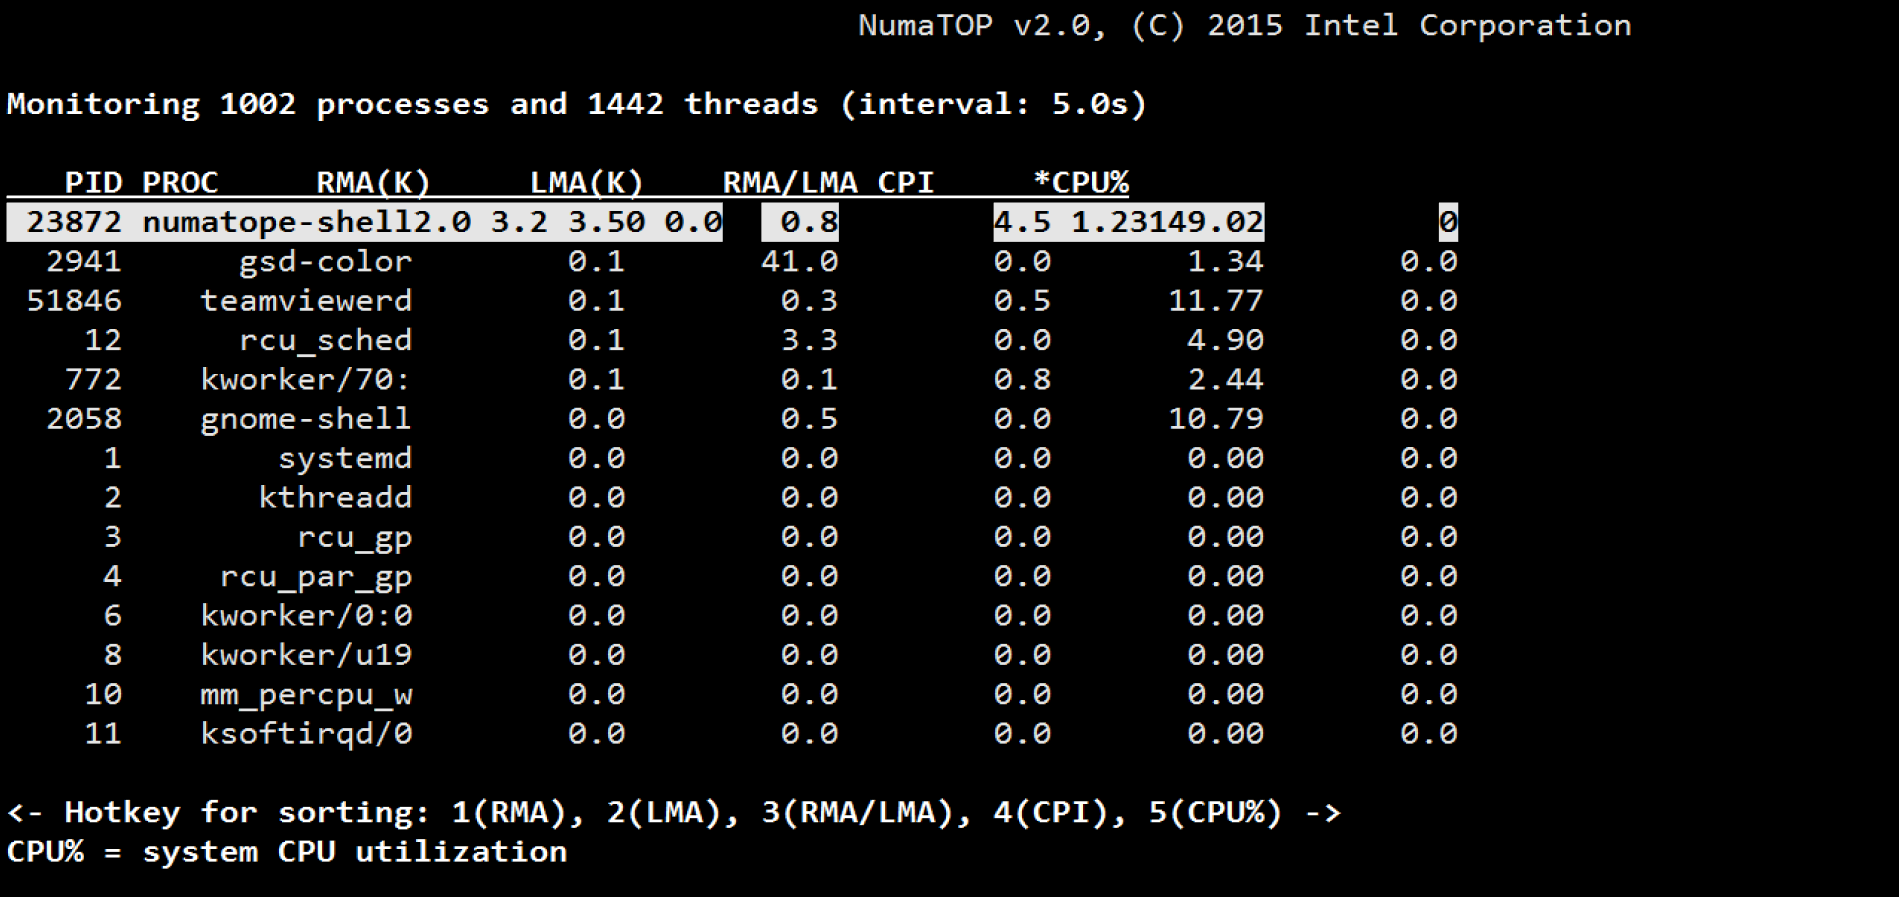 NumaTOP v2.0, (C) 2015 Intel Corporation
Monitoring 1002 processes and 1442 threads (interval: 5.0s)
PID PROC RMA(K) LMA(K) RMA/LMA CPI *CPU%
23872 numatope-shell2.0 3.2 3.50 0.0 0.8 4.5 1.23149.02 0
2941 gsd-color 0.1 41.0 0.0 1.34 0.0
51846 teamviewerd 0.1 0.3 0.5 11.77 0.0
12 rcu_sched 0.1 3.3 0.0 4.90 0.0
772 kworker/70: 0.1 0.1 0.8 2.44 0.0
2058 gnome-shell 0.0 0.5 0.0 10.79 0.0
1 systemd 0.0 0.0 0.0 0.00 0.0
2 kthreadd 0.0 0.0 0.0 0.00 0.0
3 rcu_gp 0.0 0.0 0.0 0.00 0.0
4 rcu_par_gp 0.0 0.0 0.0 0.00 0.0
6 kworker/0:0 0.0 0.0 0.0 0.00 0.0
8 kworker/u19 0.0 0.0 0.0 0.00 0.0
10 mm_percpu_w 0.0 0.0 0.0 0.00 0.0
11 ksoftirqd/0 0.0 0.0 0.0 0.00 0.0
<- Hotkey for sorting: 1(RMA), 2(LMA), 3(RMA/LMA), 4(CPI), 5(CPU%) ->
CPU% = system CPU utilization